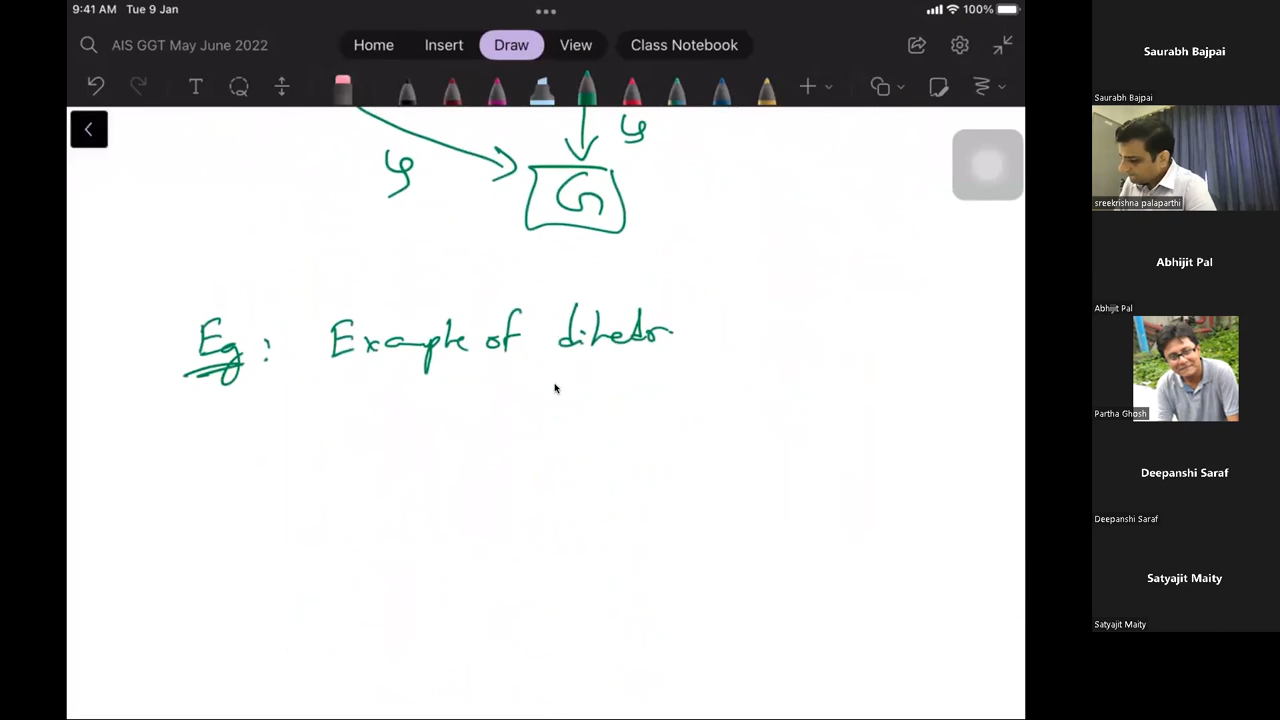 9:41 AM Tue 9 Jan
100%
AIS GGT May June 2022
Home Insert Draw View Class Notebook
φ
φ
G
Eg : Example of dihedr
Saurabh Bajpai
Saurabh Bajpai
sreekrishna palaparthi
Abhijit Pal
Abhijit Pal
Partha Ghosh
Deepanshi Saraf
Deepanshi Saraf
Satyajit Maity
Satyajit Maity